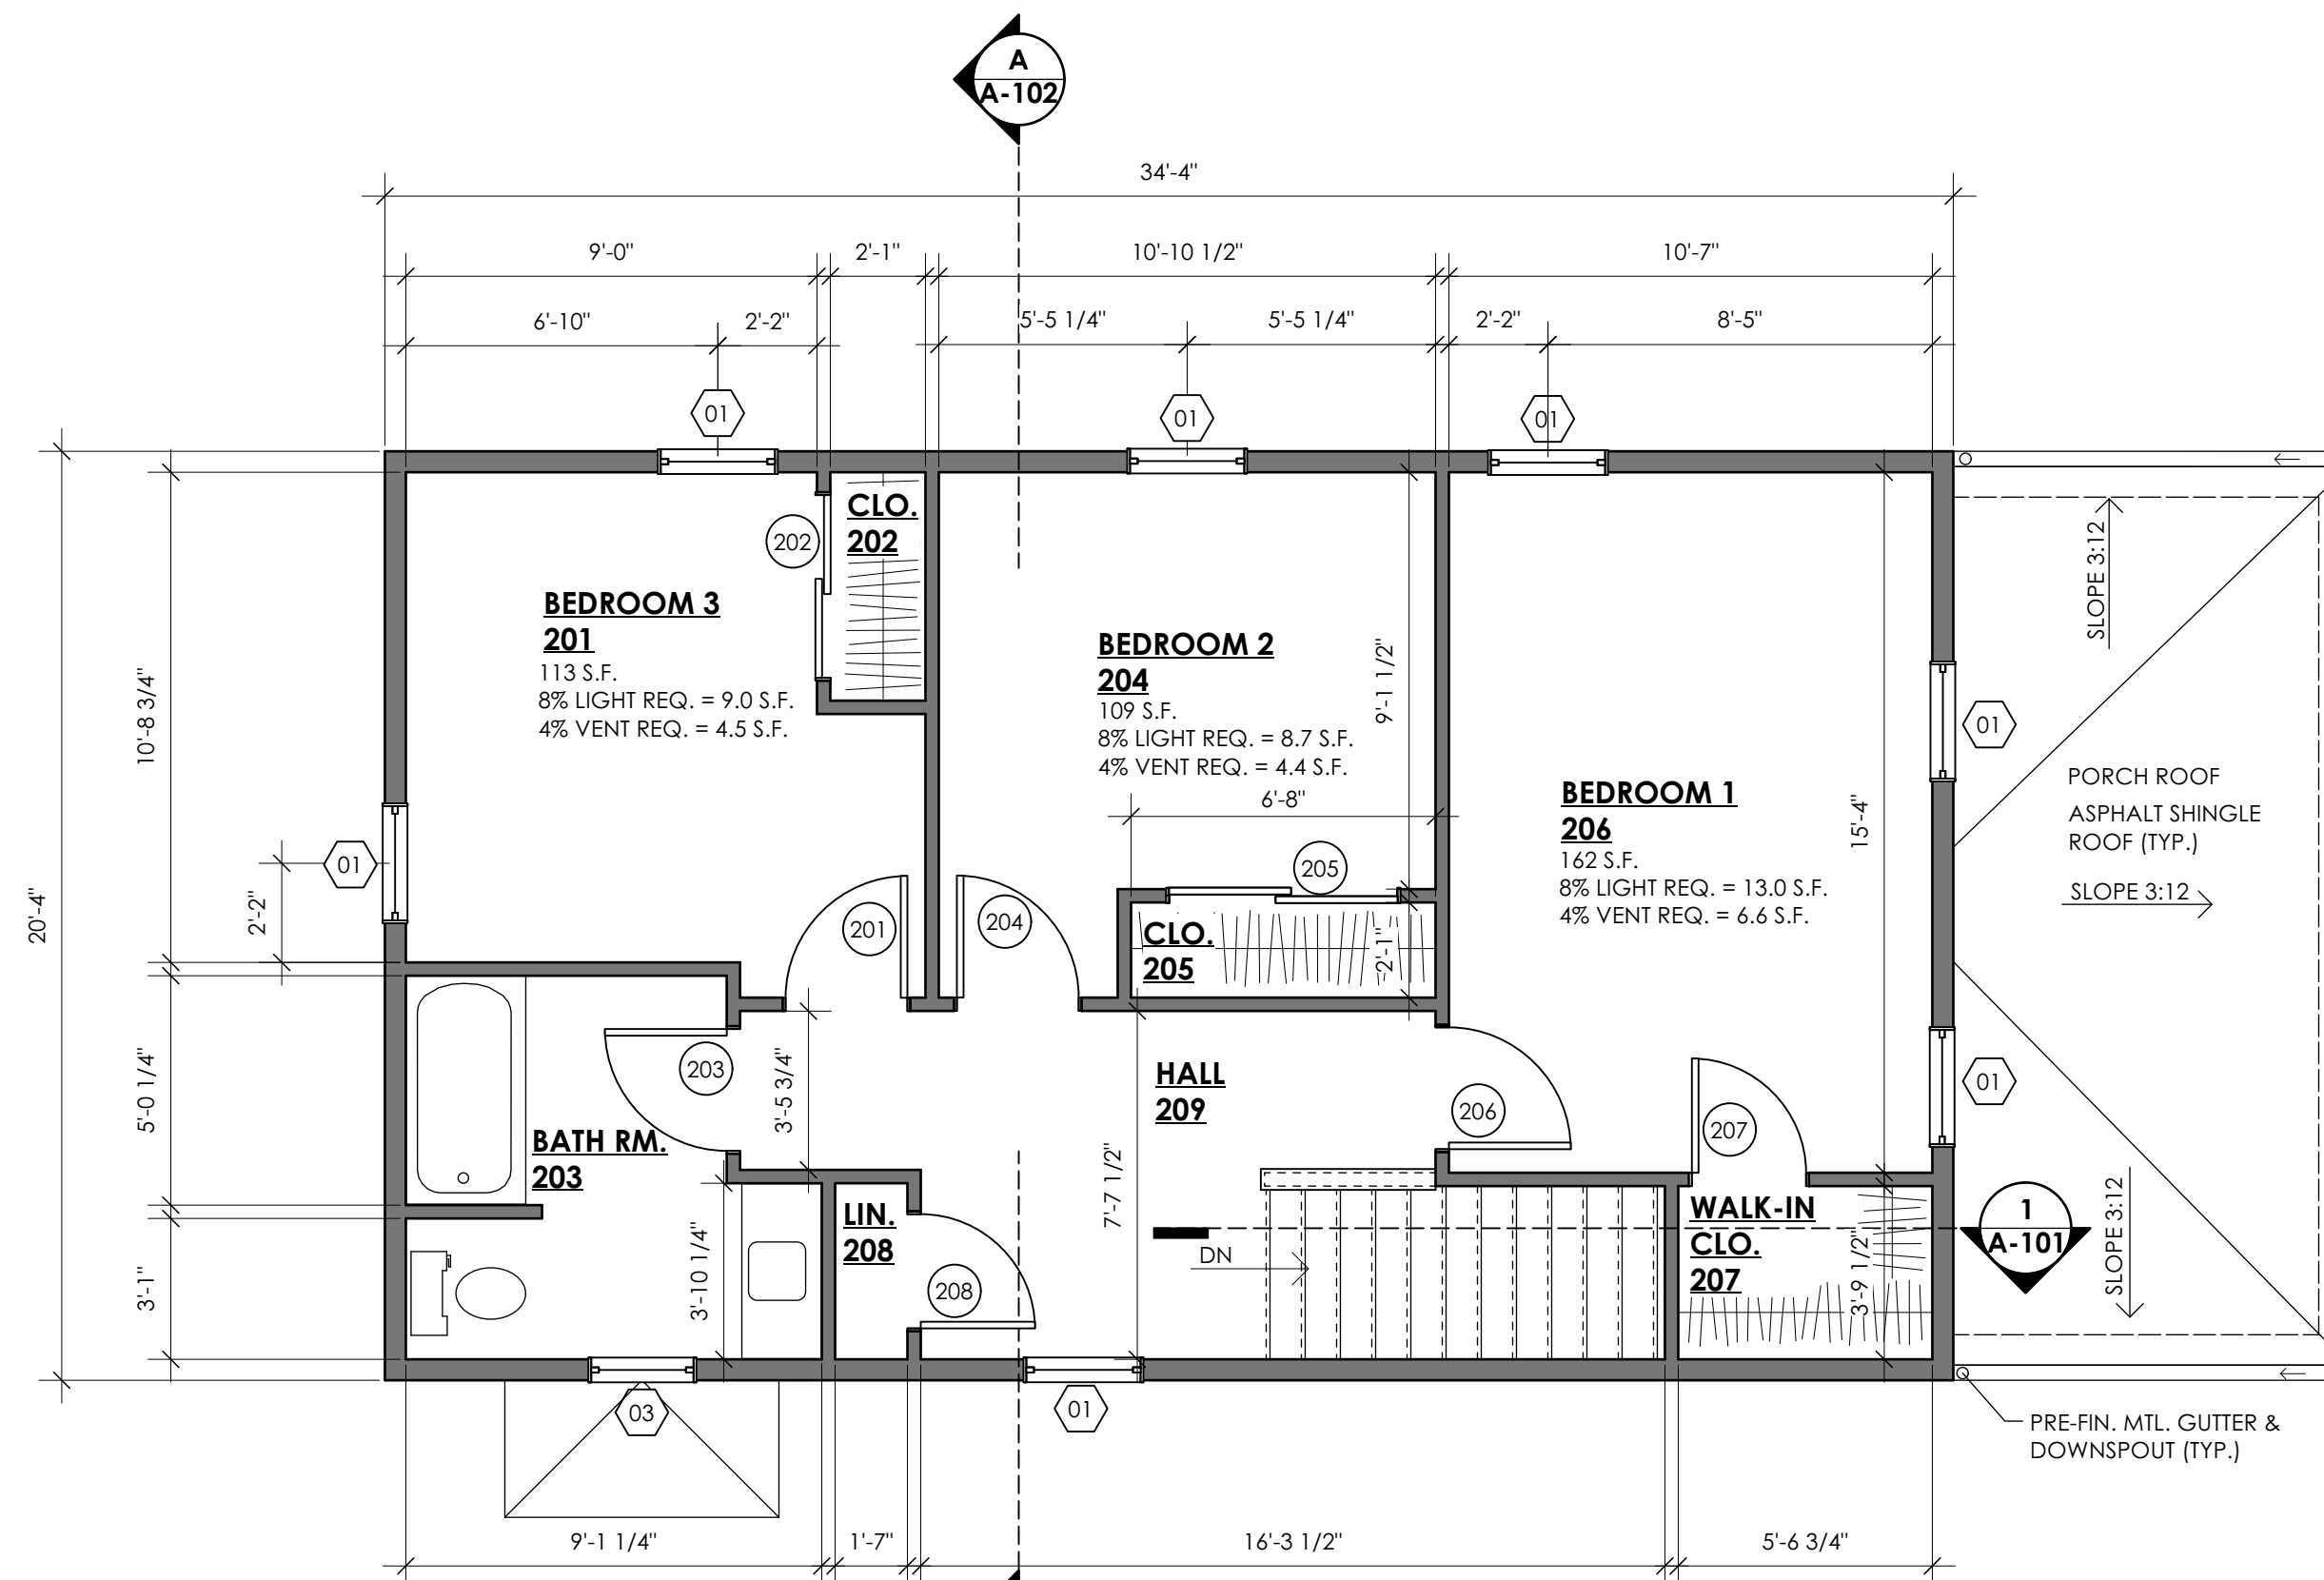 A
A-102
34'-4"
9'-0"
2'-1"
10'-10 1/2"
10'-7"
6'-10"
2'-2"
5'-5 1/4"
5'-5 1/4"
2'-2"
8'-5"
01
01
01
CLO.
202
202
BEDROOM 3
201
113 S.F.
8% LIGHT REQ. = 9.0 S.F.
4% VENT REQ. = 4.5 S.F.
BEDROOM 2
204
109 S.F.
8% LIGHT REQ. = 8.7 S.F.
4% VENT REQ. = 4.4 S.F.
9'-1 1/2"
6'-8"
BEDROOM 1
206
162 S.F.
8% LIGHT REQ. = 13.0 S.F.
4% VENT REQ. = 6.6 S.F.
15'-4"
SLOPE 3:12
01
PORCH ROOF
ASPHALT SHINGLE
ROOF (TYP.)
SLOPE 3:12
10'-8 3/4"
01
2'-2"
20'-4"
201
204
205
CLO.
205
2'-1"
5'-0 1/4"
203
3'-5 3/4"
BATH RM.
203
HALL
209
206
207
01
7'-7 1/2"
LIN.
208
208
3'-10 1/4"
3'-1"
DN
WALK-IN
CLO.
207
3'-9 1/2"
1
A-101
SLOPE 3:12
03
01
PRE-FIN. MTL. GUTTER &
DOWNSPOUT (TYP.)
9'-1 1/4"
1'-7"
16'-3 1/2"
5'-6 3/4"